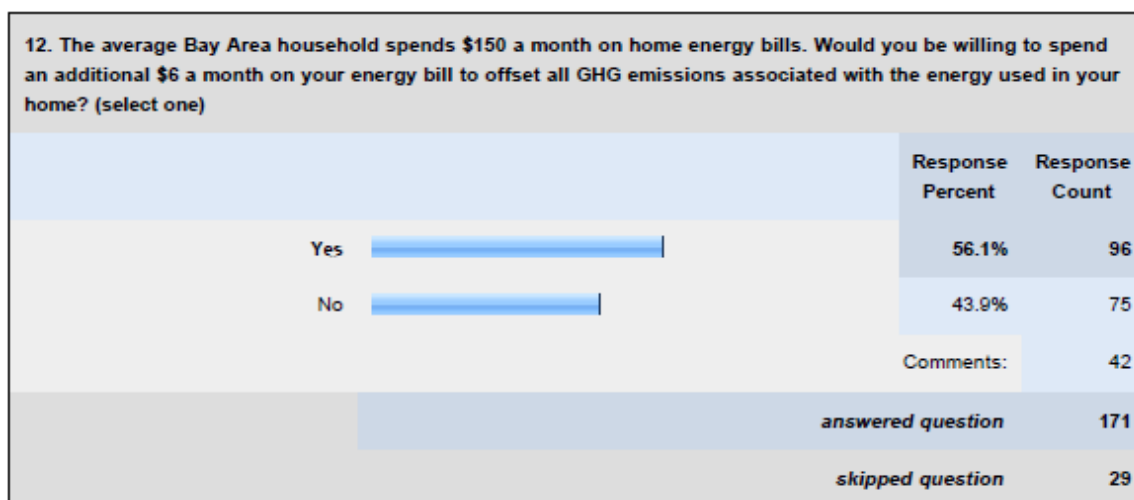 12. The average Bay Area household spends $150 a month on home energy bills. Would you be willing to spend
an additional $6 a month on your energy bill to offset all GHG emissions associated with the energy used in your
home? (select one)
Response Percent
Response Count
Yes 56.1% 96
No 43.9% 75
Comments: 42
answered question 171
skipped question 29